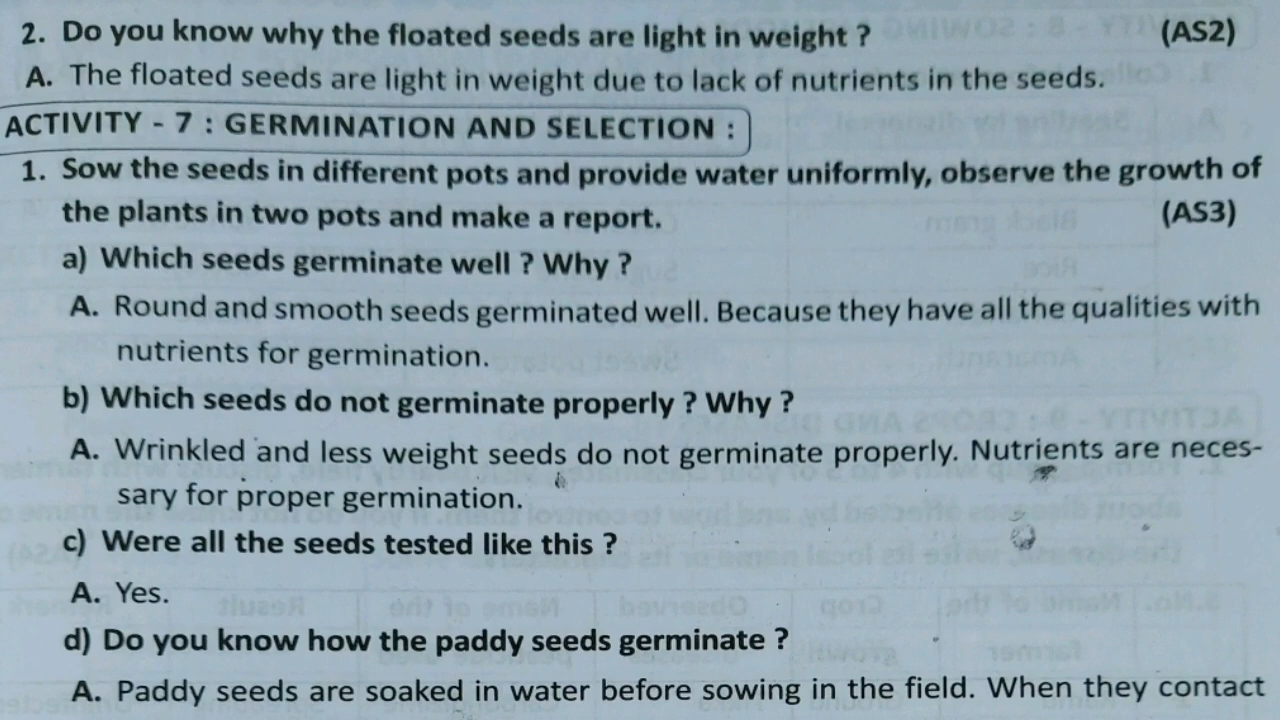 2. Do you know why the floated seeds are light in weight ? (AS2)
A. The floated seeds are light in weight due to lack of nutrients in the seeds.
ACTIVITY - 7 : GERMINATION AND SELECTION :
1. Sow the seeds in different pots and provide water uniformly, observe the growth of
the plants in two pots and make a report. (AS3)
a) Which seeds germinate well ? Why ?
A. Round and smooth seeds germinated well. Because they have all the qualities with
nutrients for germination.
b) Which seeds do not germinate properly ? Why ?
A. Wrinkled and less weight seeds do not germinate properly. Nutrients are neces-
sary for proper germination.
c) Were all the seeds tested like this ?
A. Yes.
d) Do you know how the paddy seeds germinate ?
A. Paddy seeds are soaked in water before sowing in the field. When they contact